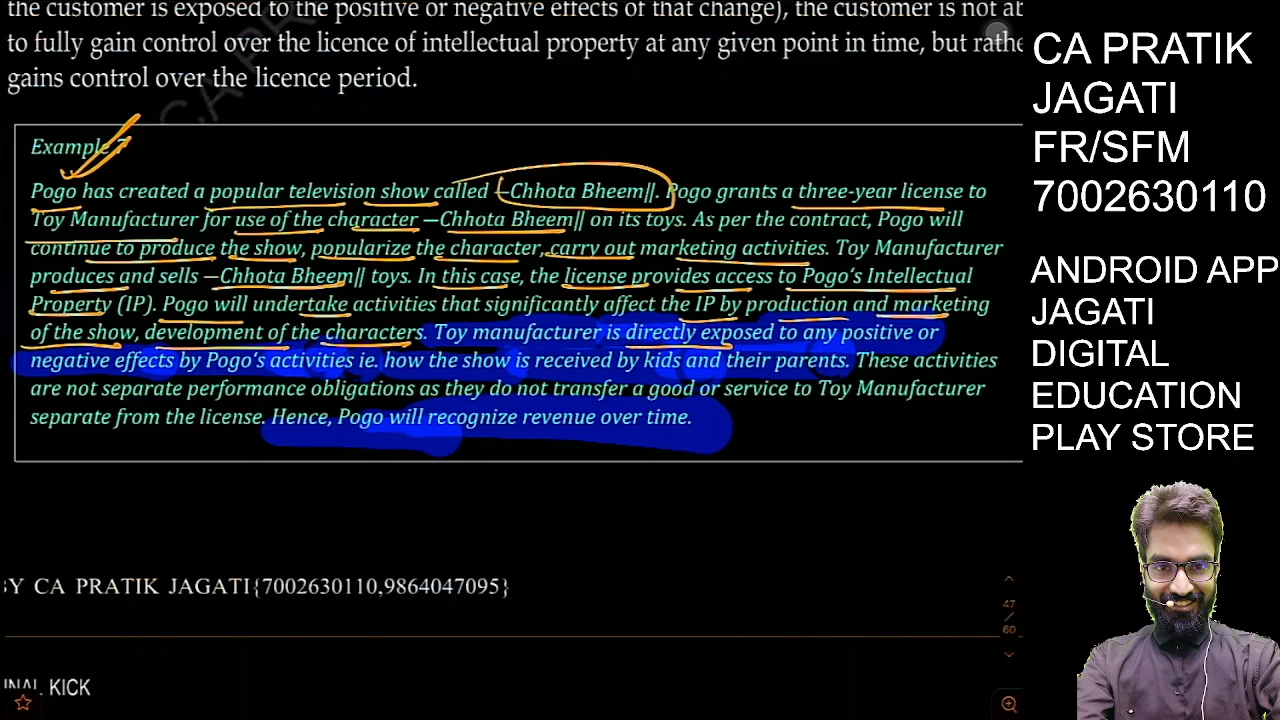 the customer is exposed to the positive or negative effects of that change), the customer is not ab
to fully gain control over the licence of intellectual property at any given point in time, but rathe
gains control over the licence period.
Example 7
Pogo has created a popular television show called ―Chhota Bheem‖. Pogo grants a three-year license to
Toy Manufacturer for use of the character ―Chhota Bheem‖ on its toys. As per the contract, Pogo will
continue to produce the show, popularize the character, carry out marketing activities. Toy Manufacturer
produces and sells ―Chhota Bheem‖ toys. In this case, the license provides access to Pogo‘s Intellectual
Property (IP). Pogo will undertake activities that significantly affect the IP by production and marketing
of the show, development of the characters. Toy manufacturer is directly exposed to any positive or
negative effects by Pogo‘s activities ie. how the show is received by kids and their parents. These activities
are not separate performance obligations as they do not transfer a good or service to Toy Manufacturer
separate from the license. Hence, Pogo will recognize revenue over time.
BY CA PRATIK JAGATI{7002630110,9864047095}
47
/
60
INAL KICK
CA PRATIK
JAGATI
FR/SFM
7002630110
ANDROID APP
JAGATI
DIGITAL
EDUCATION
PLAY STORE